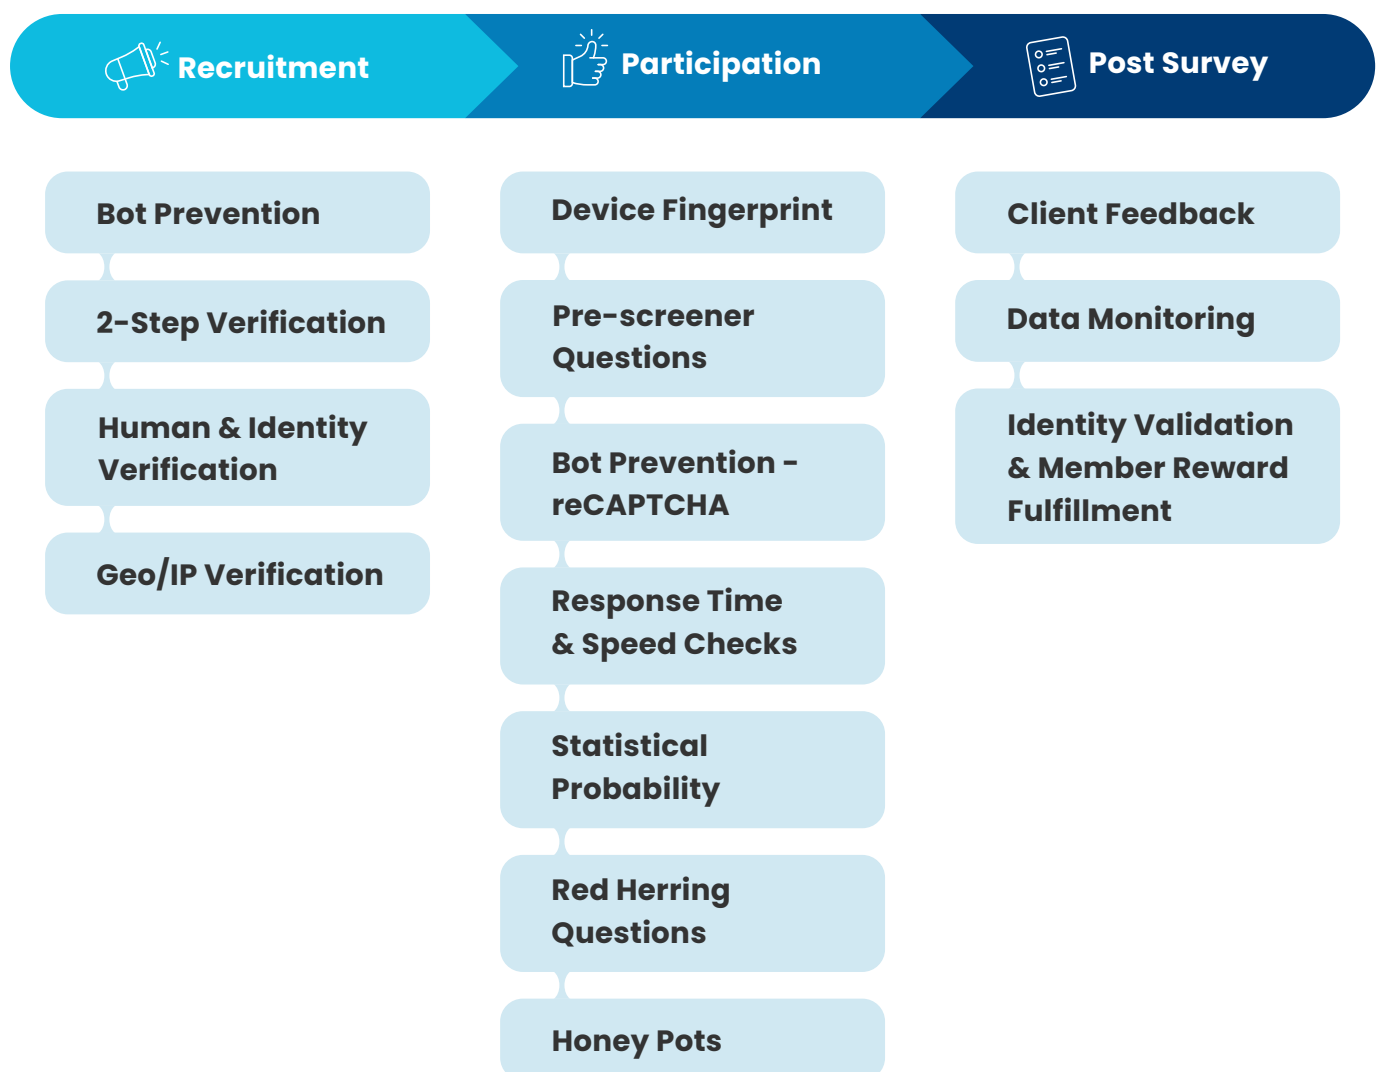 Recruitment
Participation
Post Survey
Bot Prevention
2-Step Verification
Human & Identity
Verification
Geo/IP Verification
Device Fingerprint
Pre-screener
Questions
Bot Prevention -
reCAPTCHA
Response Time
& Speed Checks
Statistical
Probability
Red Herring
Questions
Honey Pots
Client Feedback
Data Monitoring
Identity Validation
& Member Reward
Fulfillment